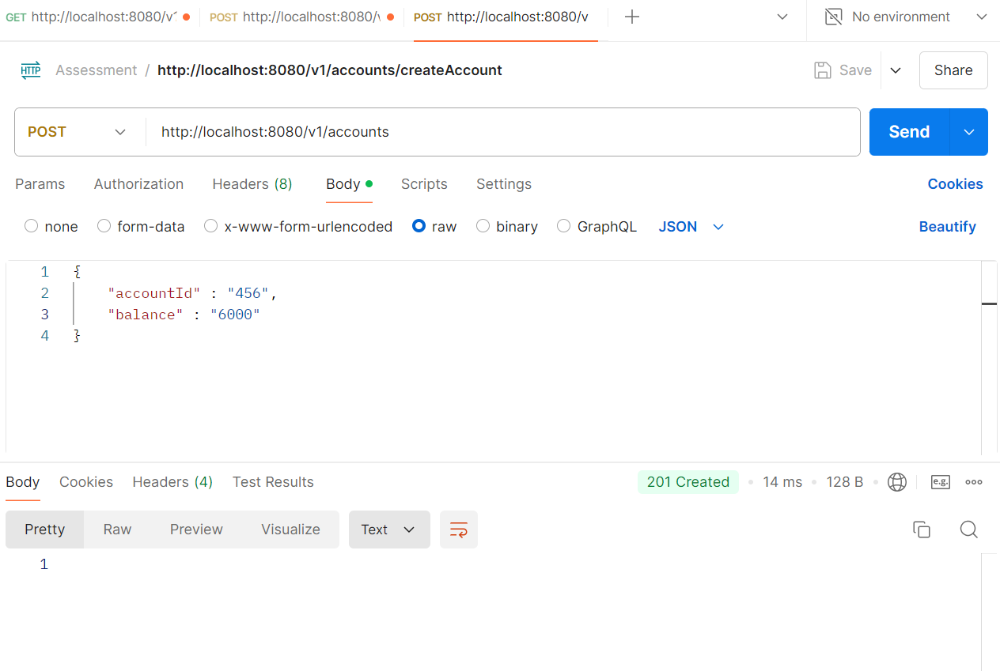 GET http://localhost:8080/v1 POST http://localhost:8080/v POST http://localhost:8080/v No environment
HTTP Assessment / http://localhost:8080/v1/accounts/createAccount Save Share
POST http://localhost:8080/v1/accounts Send
Params Authorization Headers (8) Body Scripts Settings Cookies
none form-data x-www-form-urlencoded raw binary GraphQL JSON Beautify
1 {
2 "accountId" : "456",
3 "balance" : "6000"
4 }
Body Cookies Headers (4) Test Results 201 Created 14 ms 128 B e.g.
Pretty Raw Preview Visualize Text
1